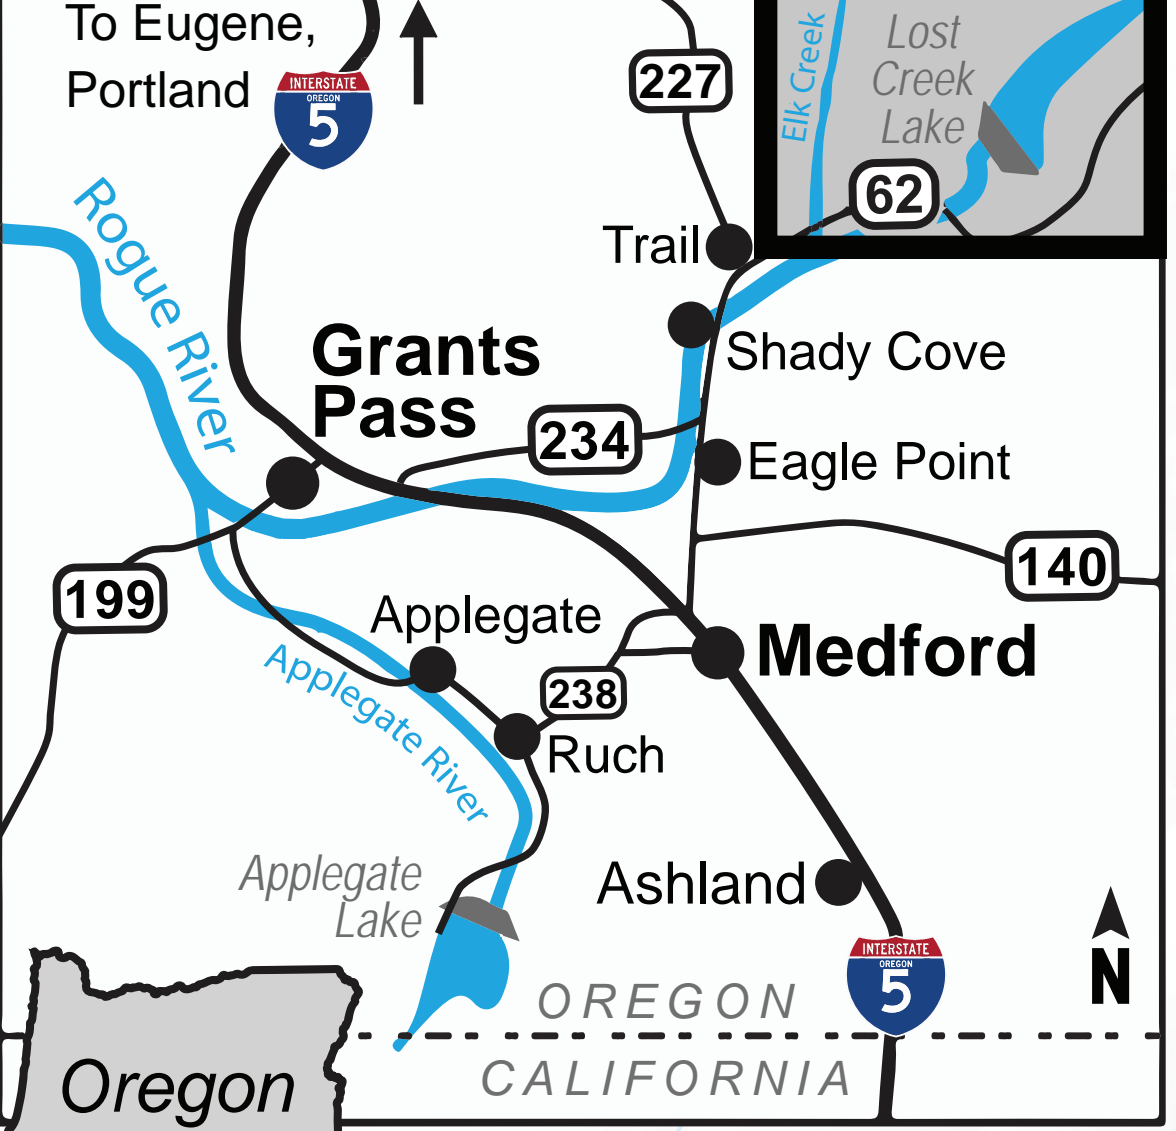 To Eugene,
Portland
INTERSTATE
OREGON
5
227
Elk Creek
Lost
Creek
Lake
62
Trail
Rogue River
Shady Cove
Grants
Pass
234
Eagle Point
140
199
Applegate
Medford
Applegate River
238
Ruch
Applegate
Lake
Ashland
INTERSTATE
OREGON
5
N
OREGON
CALIFORNIA
Oregon